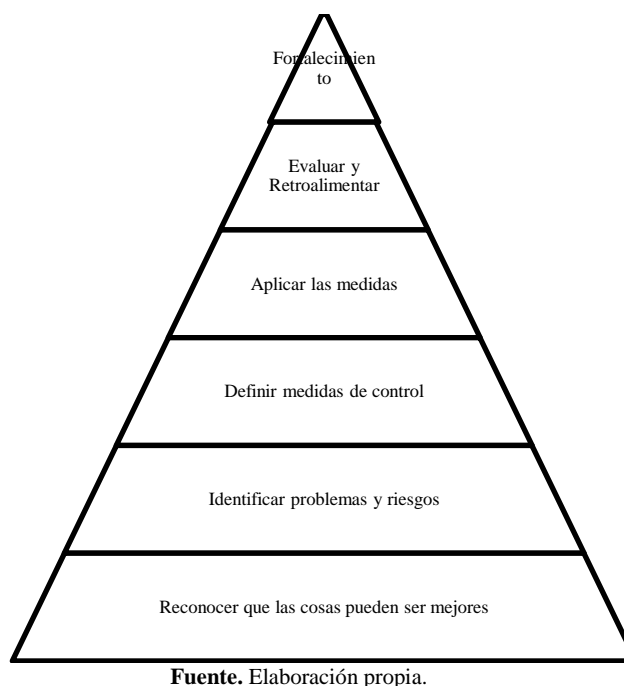 Fortalecimien
to
Evaluar y
Retroalimentar
Aplicar las medidas
Definir medidas de control
Identificar problemas y riesgos
Reconocer que las cosas pueden ser mejores
Fuente. Elaboración propia.